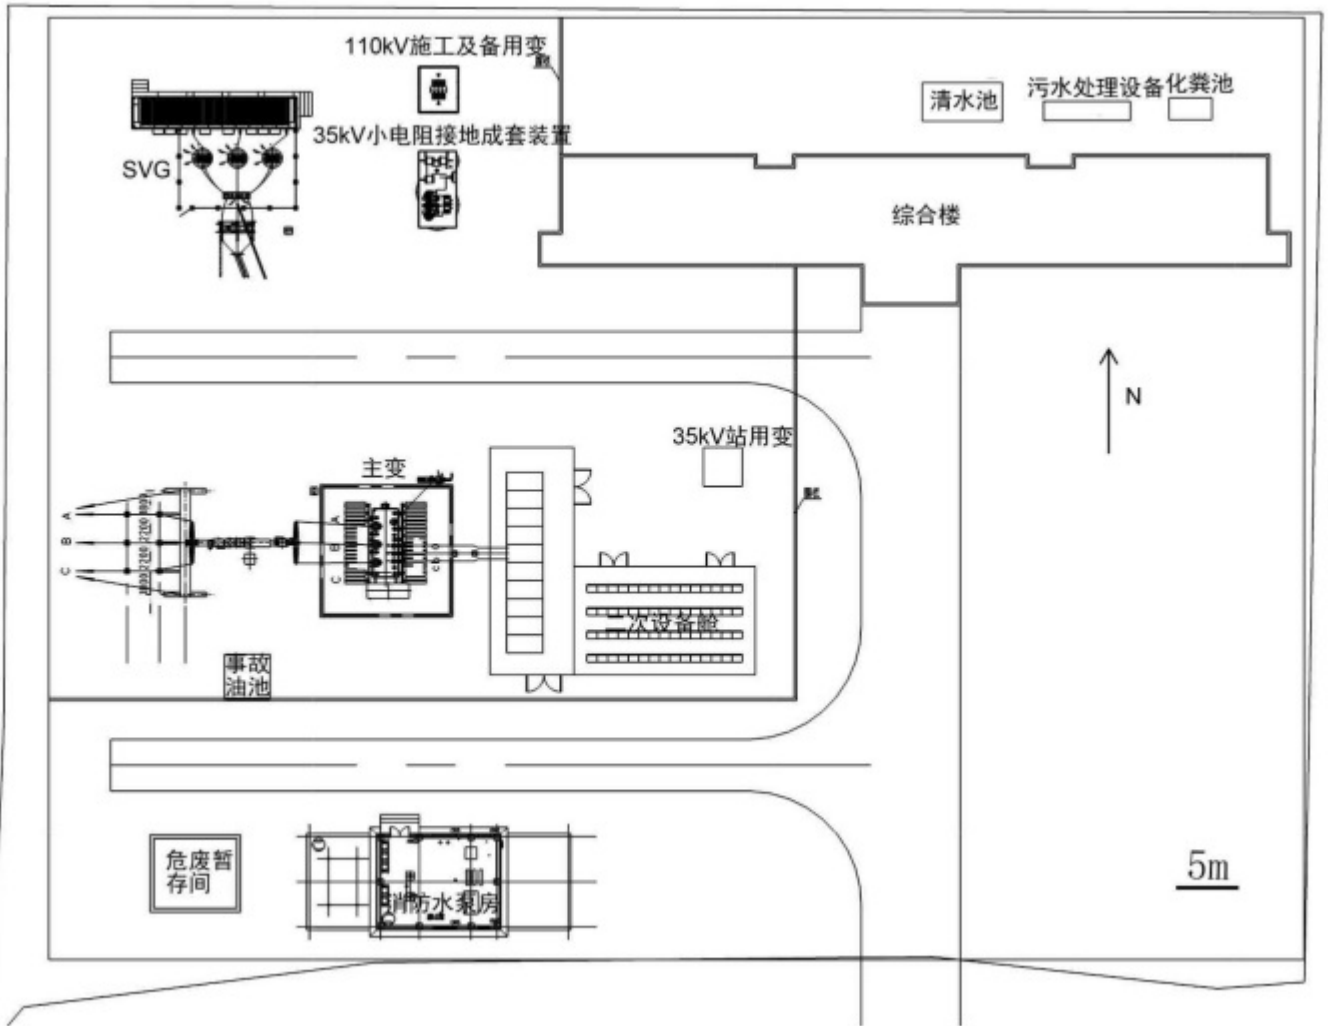 110kV施工及备用变
清水池
污水处理设备
化粪池
35kV小电阻接地成套装置
SVG
综合楼
N
35kV站用变
主变
A
B
C
A
B
C
2200
2200
二次设备舱
事故
油池
危废暂
存间
消防水泵房
5m